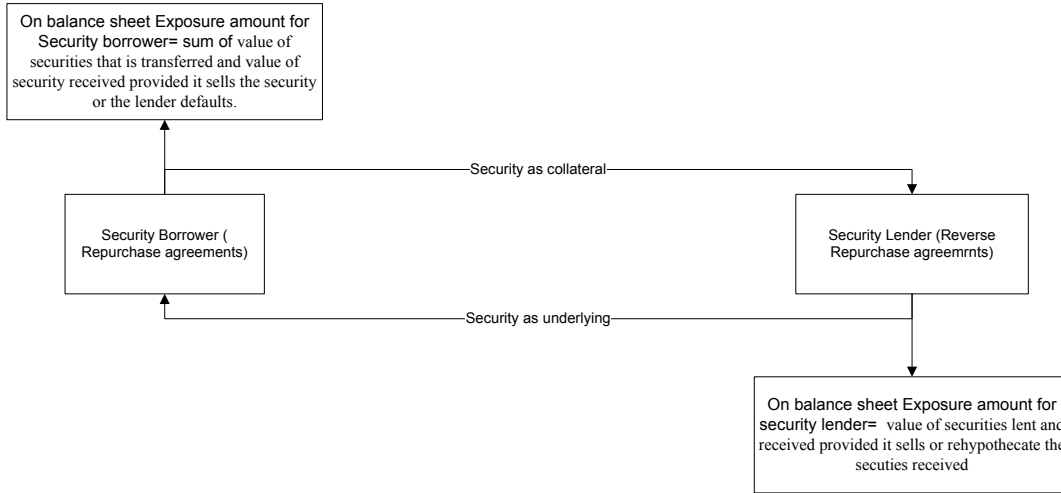 On balance sheet Exposure amount for
Security borrower= sum of value of
securities that is transferred and value of
security received provided it sells the security
or the lender defaults.
Security as collateral
Security Borrower (
Repurchase agreements)
Security Lender (Reverse
Repurchase agreemrnts)
Security as underlying
On balance sheet Exposure amount for
security lender= value of securities lent and
received provided it sells or rehypothecate the
secuties received